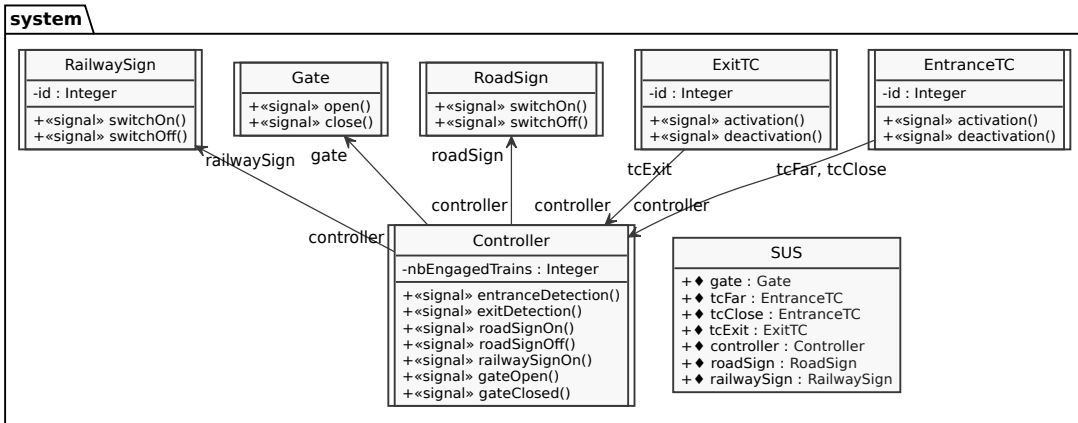 system
RailwaySign
-id : Integer
+«signal» switchOn()
+«signal» switchOff()
Gate
+«signal» open()
+«signal» close()
RoadSign
+«signal» switchOn()
+«signal» switchOff()
ExitTC
-id : Integer
+«signal» activation()
+«signal» deactivation()
EntranceTC
-id : Integer
+«signal» activation()
+«signal» deactivation()
railwaySign
gate
roadSign
tcExit
tcFar, tcClose
controller
controller
controller
controller
Controller
-nbEngagedTrains : Integer
+«signal» entranceDetection()
+«signal» exitDetection()
+«signal» roadSignOn()
+«signal» roadSignOff()
+«signal» railwaySignOn()
+«signal» gateOpen()
+«signal» gateClosed()
SUS
+♦ gate : Gate
+♦ tcFar : EntranceTC
+♦ tcClose : EntranceTC
+♦ tcExit : ExitTC
+♦ controller : Controller
+♦ roadSign : RoadSign
+♦ railwaySign : RailwaySign